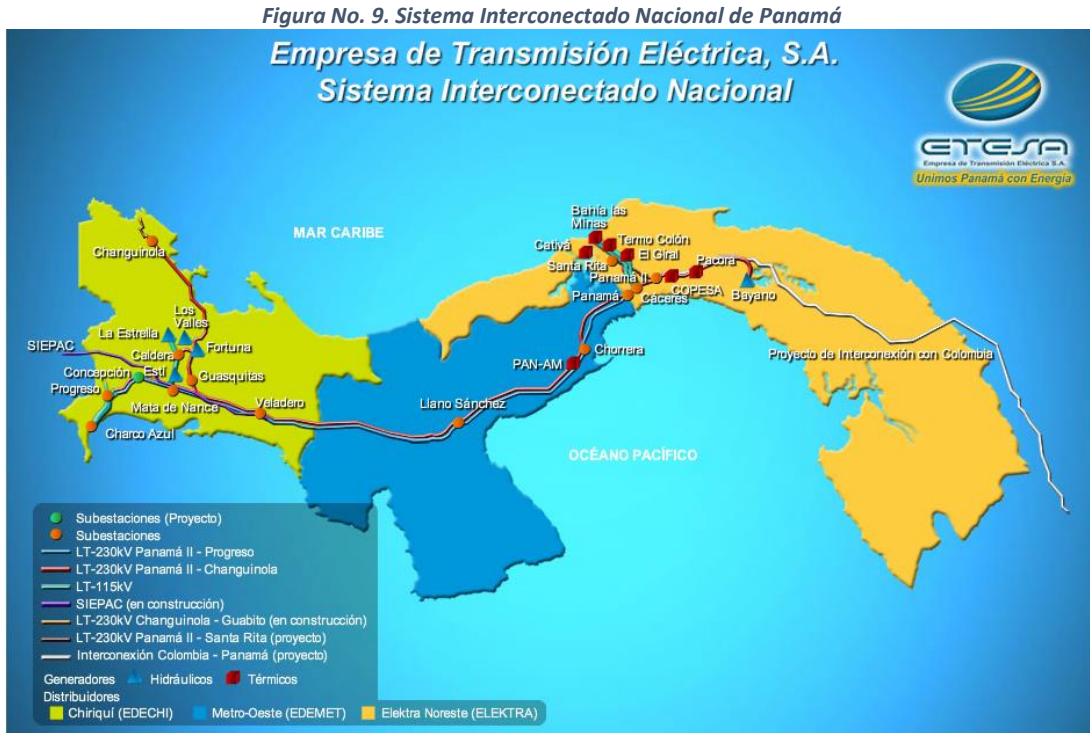 Figura No. 9. Sistema Interconectado Nacional de Panamá
Empresa de Transmisión Eléctrica, S.A.
Sistema Interconectado Nacional
ETESA
Empresa de Transmisión Eléctrica S.A.
Unimos Panamá con Energía
MAR CARIBE
Changuinola
Bahía las
Minas
Termo Colón
Cativá
El Giral
Santa Rita
Pacora
Panamá II
COPESA
Panamá
Cáceres
Bayano
Los
Valles
La Estrella
Fortuna
SIEPAC
Caldera
Concepción
Estí
Guasquitas
Progreso
Mata de Nance
Veladero
Charco Azul
Chorrera
PAN-AM
Llano Sánchez
Proyecto de Interconexión con Colombia
OCÉANO PACÍFICO
Subestaciones (Proyecto)
Subestaciones
LT-230kV Panamá II - Progreso
LT-230kV Panamá II - Changuinola
LT-115kV
SIEPAC (en construcción)
LT-230kV Changuinola - Guabito (en construcción)
LT-230kV Panamá II - Santa Rita (proyecto)
Interconexión Colombia - Panamá (proyecto)
Generadores Hidráulicos Térmicos
Distribuidores
Chiriquí (EDECHI) Metro-Oeste (EDEMET) Elektra Noreste (ELEKTRA)